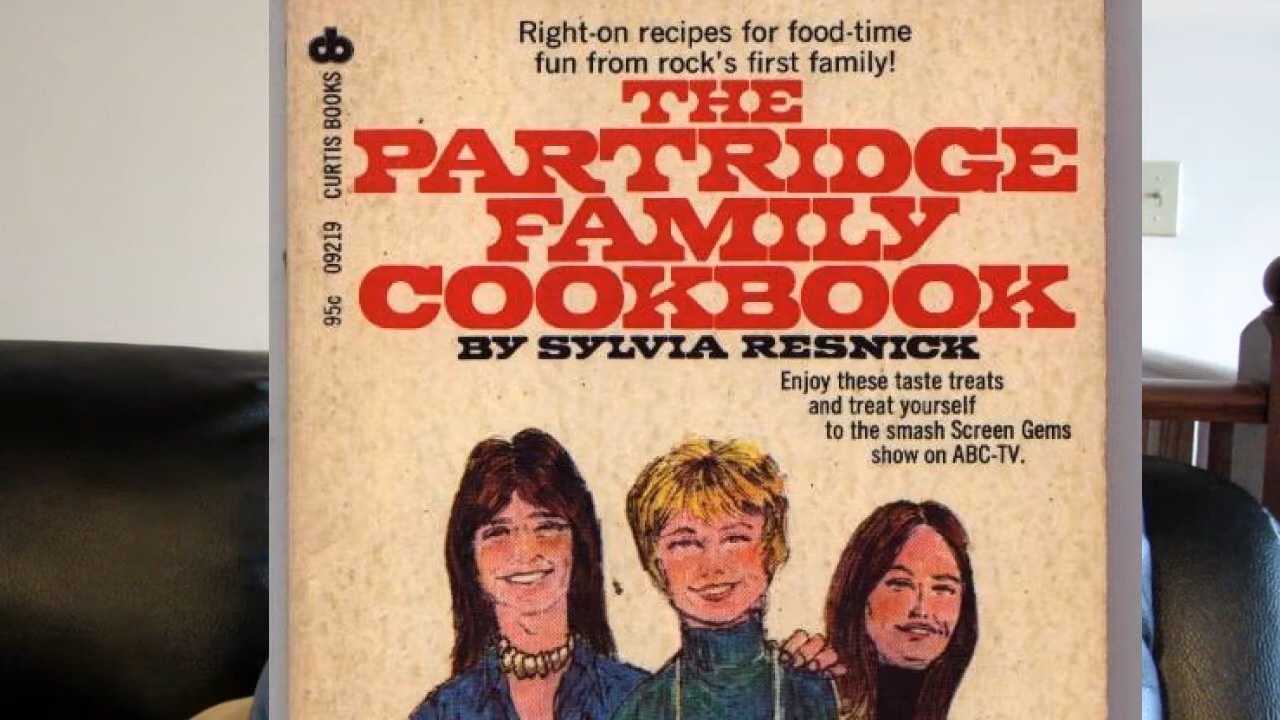 Right-on recipes for food-time
fun from rock's first family!
THE
PARTRIDGE
FAMILY
COOKBOOK
BY SYLVIA RESNICK
Enjoy these taste treats
and treat yourself
to the smash Screen Gems
show on ABC-TV.
cb
95c 09219 CURTIS BOOKS